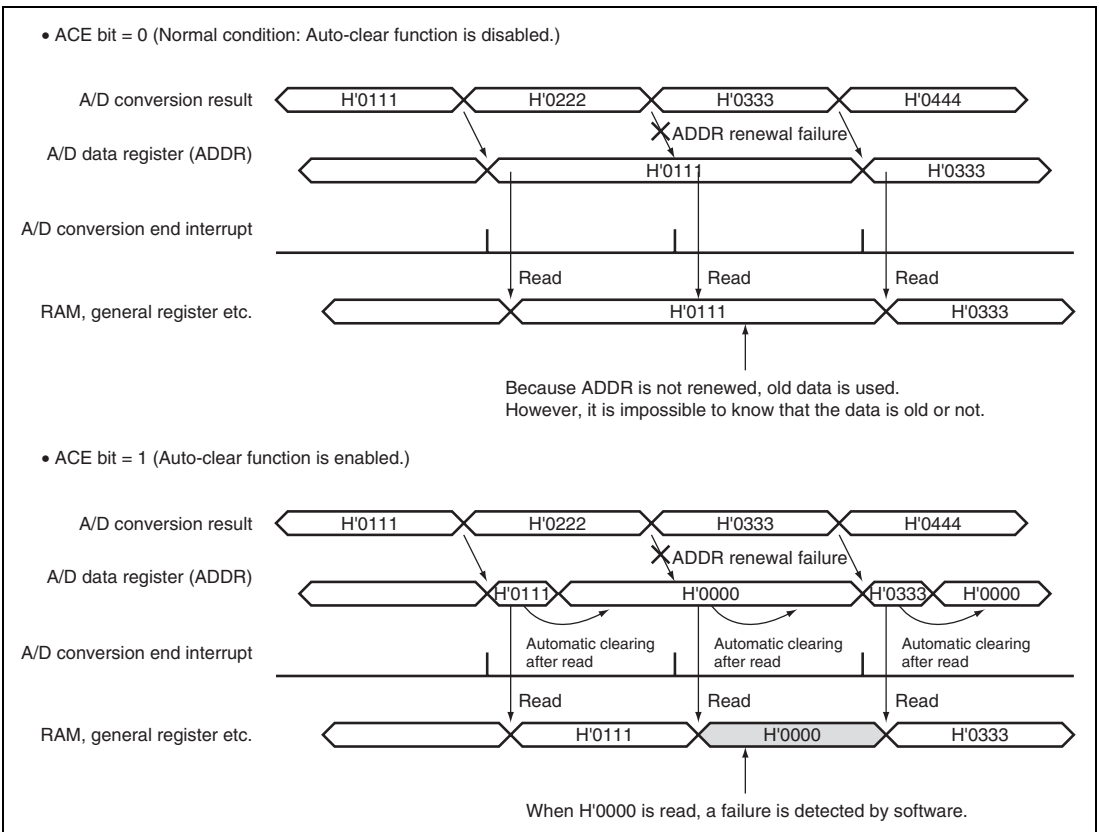 • ACE bit = 0 (Normal condition: Auto-clear function is disabled.)
A/D conversion result
H'0111
H'0222
H'0333
H'0444
ADDR renewal failure
A/D data register (ADDR)
H'0111
H'0333
A/D conversion end interrupt
Read
Read
Read
RAM, general register etc.
H'0111
H'0333
Because ADDR is not renewed, old data is used.
However, it is impossible to know that the data is old or not.
• ACE bit = 1 (Auto-clear function is enabled.)
A/D conversion result
H'0111
H'0222
H'0333
H'0444
ADDR renewal failure
A/D data register (ADDR)
H'0111
H'0000
H'0333
H'0000
Automatic clearing
after read
Automatic clearing
after read
Automatic clearing
after read
A/D conversion end interrupt
Read
Read
Read
RAM, general register etc.
H'0111
H'0000
H'0333
When H'0000 is read, a failure is detected by software.